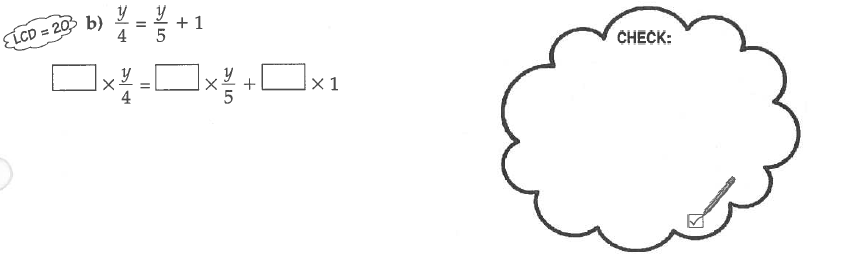 LCD = 20 b) y/4 = y/5 + 1
□ × y/4 = □ × y/5 + □ × 1
CHECK: